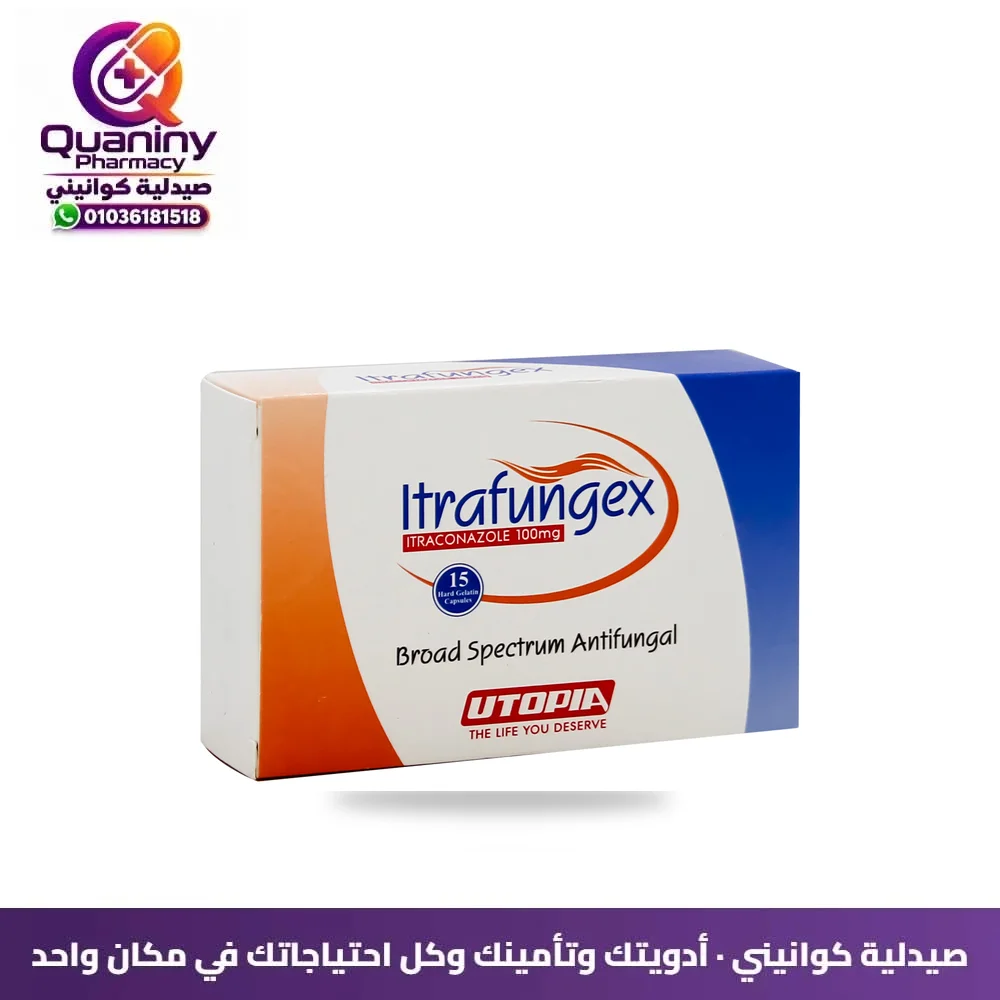 Quaniny
Pharmacy
صيدلية كوانيني
01036181518
Itrafungex
Itrafungex
ITRACONAZOLE 100mg
15
Hard Gelatin
Capsules
Broad Spectrum Antifungal
UTOPIA
THE LIFE YOU DESERVE
صيدلية كوانيني · أدويتك وتأمينك وكل احتياجاتك في مكان واحد